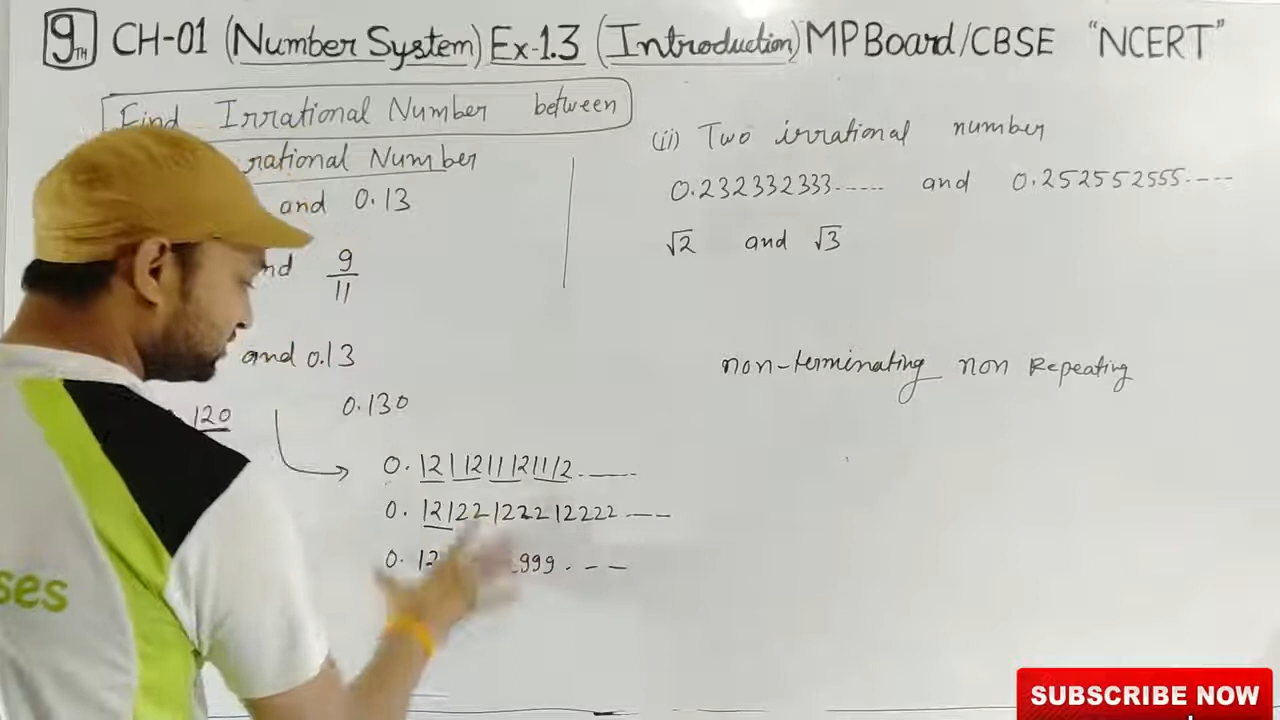 9TH CH-01 (Number System) Ex-1.3 (Introduction) MPBoard/CBSE "NCERT"
Find Irrational Number between
rational Number
and 0.13
9
11
and 0.13
120
0.130
0.12112111211112-----
0.12122122212222---
0. 999.---
(ii) Two irrational number
0.232332333..... and 0.252552555.----
√2 and √3
non-terminating non Repeating
ses
SUBSCRIBE NOW